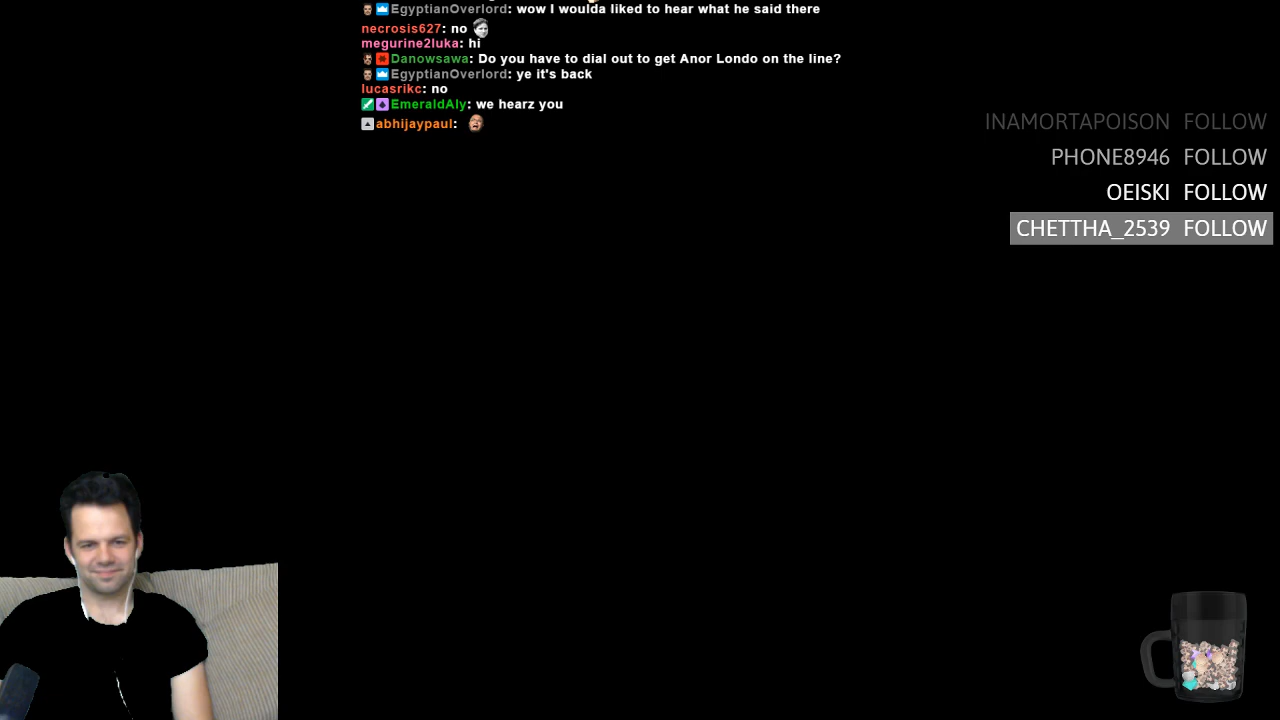 EgyptianOverlord: wow I woulda liked to hear what he said there
necrosis627: no
megurine2luka: hi
Danowsawa: Do you have to dial out to get Anor Londo on the line?
EgyptianOverlord: ye it's back
lucasrikc: no
EmeraldAly: we hearz you
abhijaypaul:
INAMORTAPOISON FOLLOW
PHONE8946 FOLLOW
OEISKI FOLLOW
CHETTHA_2539 FOLLOW